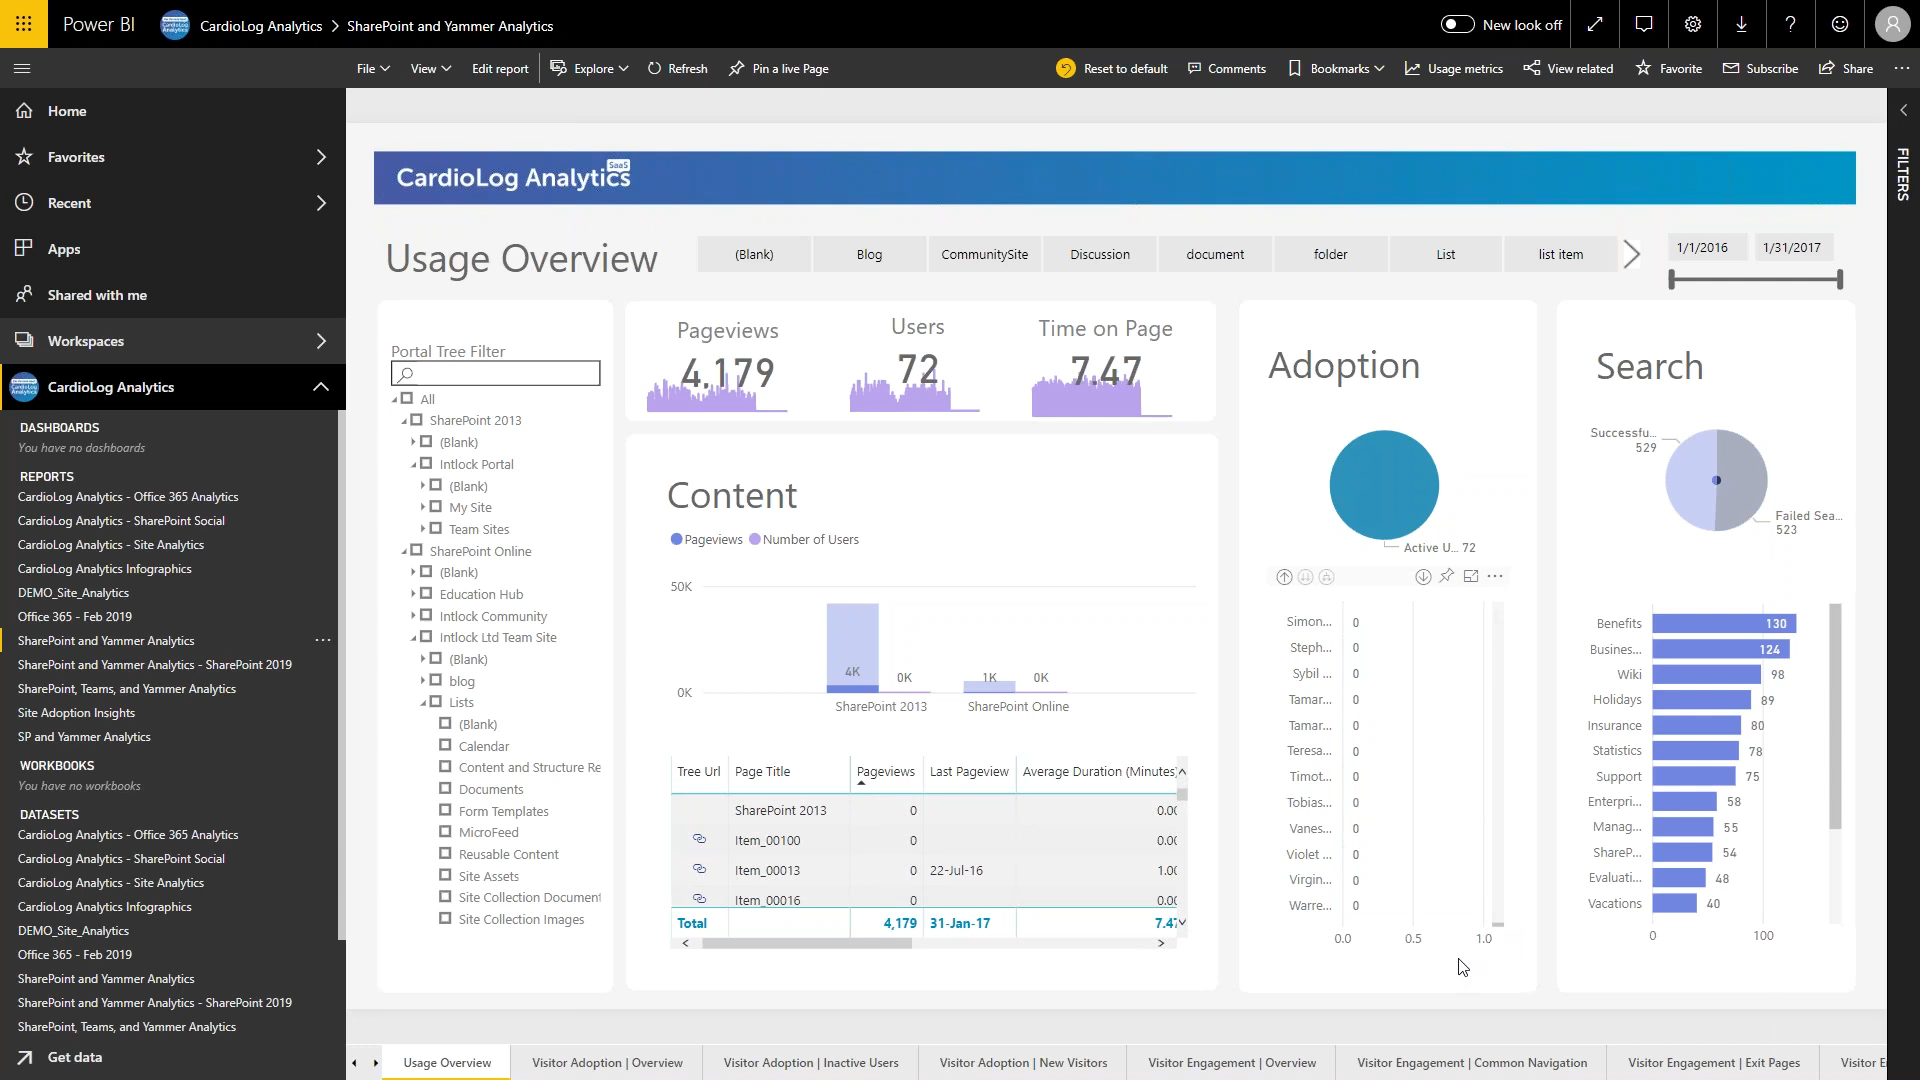 Power BI
CardioLog Analytics > SharePoint and Yammer Analytics
New look off
File
View
Edit report
Explore
Refresh
Pin a live Page
Reset to default
Comments
Bookmarks
Usage metrics
View related
Favorite
Subscribe
Share
Home
Favorites
Recent
Apps
Shared with me
Workspaces
CardioLog Analytics
DASHBOARDS
You have no dashboards
REPORTS
CardioLog Analytics - Office 365 Analytics
CardioLog Analytics - SharePoint Social
CardioLog Analytics - Site Analytics
CardioLog Analytics Infographics
DEMO_Site_Analytics
Office 365 - Feb 2019
SharePoint and Yammer Analytics
SharePoint and Yammer Analytics - SharePoint 2019
SharePoint, Teams, and Yammer Analytics
Site Adoption Insights
SP and Yammer Analytics
WORKBOOKS
You have no workbooks
DATASETS
CardioLog Analytics - Office 365 Analytics
CardioLog Analytics - SharePoint Social
CardioLog Analytics - Site Analytics
CardioLog Analytics Infographics
DEMO_Site_Analytics
Office 365 - Feb 2019
SharePoint and Yammer Analytics
SharePoint and Yammer Analytics - SharePoint 2019
SharePoint, Teams, and Yammer Analytics
Get data
CardioLog Analytics SaaS
Usage Overview
(Blank)
Blog
CommunitySite
Discussion
document
folder
List
list item
1/1/2016
1/31/2017
FILTERS
Portal Tree Filter
All
SharePoint 2013
(Blank)
Intlock Portal
(Blank)
My Site
Team Sites
SharePoint Online
(Blank)
Education Hub
Intlock Community
Intlock Ltd Team Site
(Blank)
blog
Lists
(Blank)
Calendar
Content and Structure Re
Documents
Form Templates
MicroFeed
Reusable Content
Site Assets
Site Collection Document
Site Collection Images
Pageviews
4,179
Users
72
Time on Page
7.47
Content
Pageviews
Number of Users
50K
0K
4K
0K
1K
0K
SharePoint 2013
SharePoint Online
Tree Url Page Title Pageviews Last Pageview Average Duration (Minutes)
SharePoint 2013 0 0.00
Item_00100 0 0.00
Item_00013 0 22-Jul-16 1.00
Item_00016 0 0.00
Total 4,179 31-Jan-17 7.47
Adoption
Active U... 72
Simon... 0
Steph... 0
Sybil ... 0
Tamar... 0
Tamar... 0
Teresa... 0
Timot... 0
Tobias... 0
Vanes... 0
Violet ... 0
Virgin... 0
Warre... 0
0.0 0.5 1.0
Search
Successfu...
529
Failed Sea...
523
Benefits 130
Busines... 124
Wiki 98
Holidays 89
Insurance 80
Statistics 78
Support 75
Enterpri... 58
Manag... 55
ShareP... 54
Evaluati... 48
Vacations 40
0 100
Usage Overview
Visitor Adoption | Overview
Visitor Adoption | Inactive Users
Visitor Adoption | New Visitors
Visitor Engagement | Overview
Visitor Engagement | Common Navigation
Visitor Engagement | Exit Pages
Visitor E